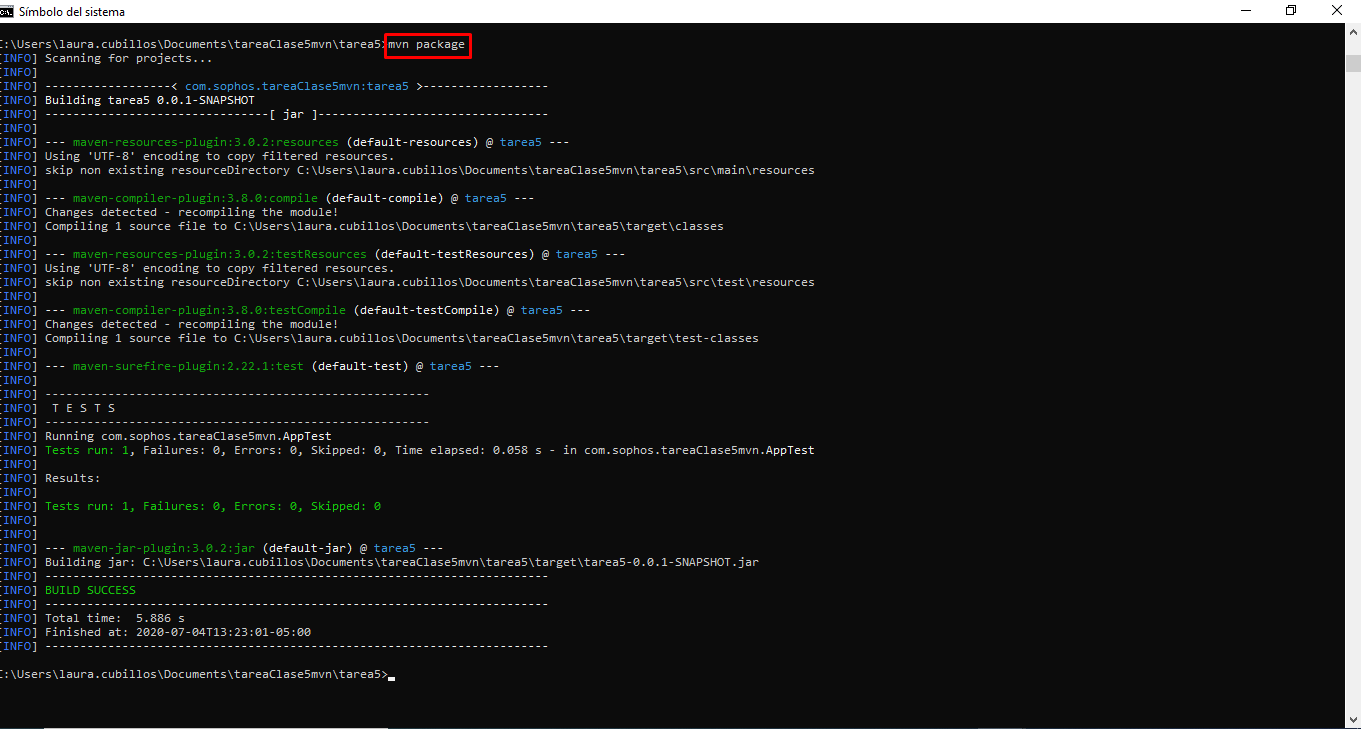 Símbolo del sistema
C:\Users\laura.cubillos\Documents\tareaClase5mvn\tarea5>mvn package
[INFO] Scanning for projects...
[INFO]
[INFO] ------------------< com.sophos.tareaClase5mvn:tarea5 >------------------
[INFO] Building tarea5 0.0.1-SNAPSHOT
[INFO] --------------------------------[ jar ]---------------------------------
[INFO]
[INFO] --- maven-resources-plugin:3.0.2:resources (default-resources) @ tarea5 ---
[INFO] Using 'UTF-8' encoding to copy filtered resources.
[INFO] skip non existing resourceDirectory C:\Users\laura.cubillos\Documents\tareaClase5mvn\tarea5\src\main\resources
[INFO]
[INFO] --- maven-compiler-plugin:3.8.0:compile (default-compile) @ tarea5 ---
[INFO] Changes detected - recompiling the module!
[INFO] Compiling 1 source file to C:\Users\laura.cubillos\Documents\tareaClase5mvn\tarea5\target\classes
[INFO]
[INFO] --- maven-resources-plugin:3.0.2:testResources (default-testResources) @ tarea5 ---
[INFO] Using 'UTF-8' encoding to copy filtered resources.
[INFO] skip non existing resourceDirectory C:\Users\laura.cubillos\Documents\tareaClase5mvn\tarea5\src\test\resources
[INFO]
[INFO] --- maven-compiler-plugin:3.8.0:testCompile (default-testCompile) @ tarea5 ---
[INFO] Changes detected - recompiling the module!
[INFO] Compiling 1 source file to C:\Users\laura.cubillos\Documents\tareaClase5mvn\tarea5\target\test-classes
[INFO]
[INFO] --- maven-surefire-plugin:2.22.1:test (default-test) @ tarea5 ---
[INFO]
[INFO] -------------------------------------------------------
[INFO]  T E S T S
[INFO] -------------------------------------------------------
[INFO] Running com.sophos.tareaClase5mvn.AppTest
[INFO] Tests run: 1, Failures: 0, Errors: 0, Skipped: 0, Time elapsed: 0.058 s - in com.sophos.tareaClase5mvn.AppTest
[INFO]
[INFO] Results:
[INFO]
[INFO] Tests run: 1, Failures: 0, Errors: 0, Skipped: 0
[INFO]
[INFO]
[INFO] --- maven-jar-plugin:3.0.2:jar (default-jar) @ tarea5 ---
[INFO] Building jar: C:\Users\laura.cubillos\Documents\tareaClase5mvn\tarea5\target\tarea5-0.0.1-SNAPSHOT.jar
[INFO] ------------------------------------------------------------------------
[INFO] BUILD SUCCESS
[INFO] ------------------------------------------------------------------------
[INFO] Total time:  5.886 s
[INFO] Finished at: 2020-07-04T13:23:01-05:00
[INFO] ------------------------------------------------------------------------
C:\Users\laura.cubillos\Documents\tareaClase5mvn\tarea5>